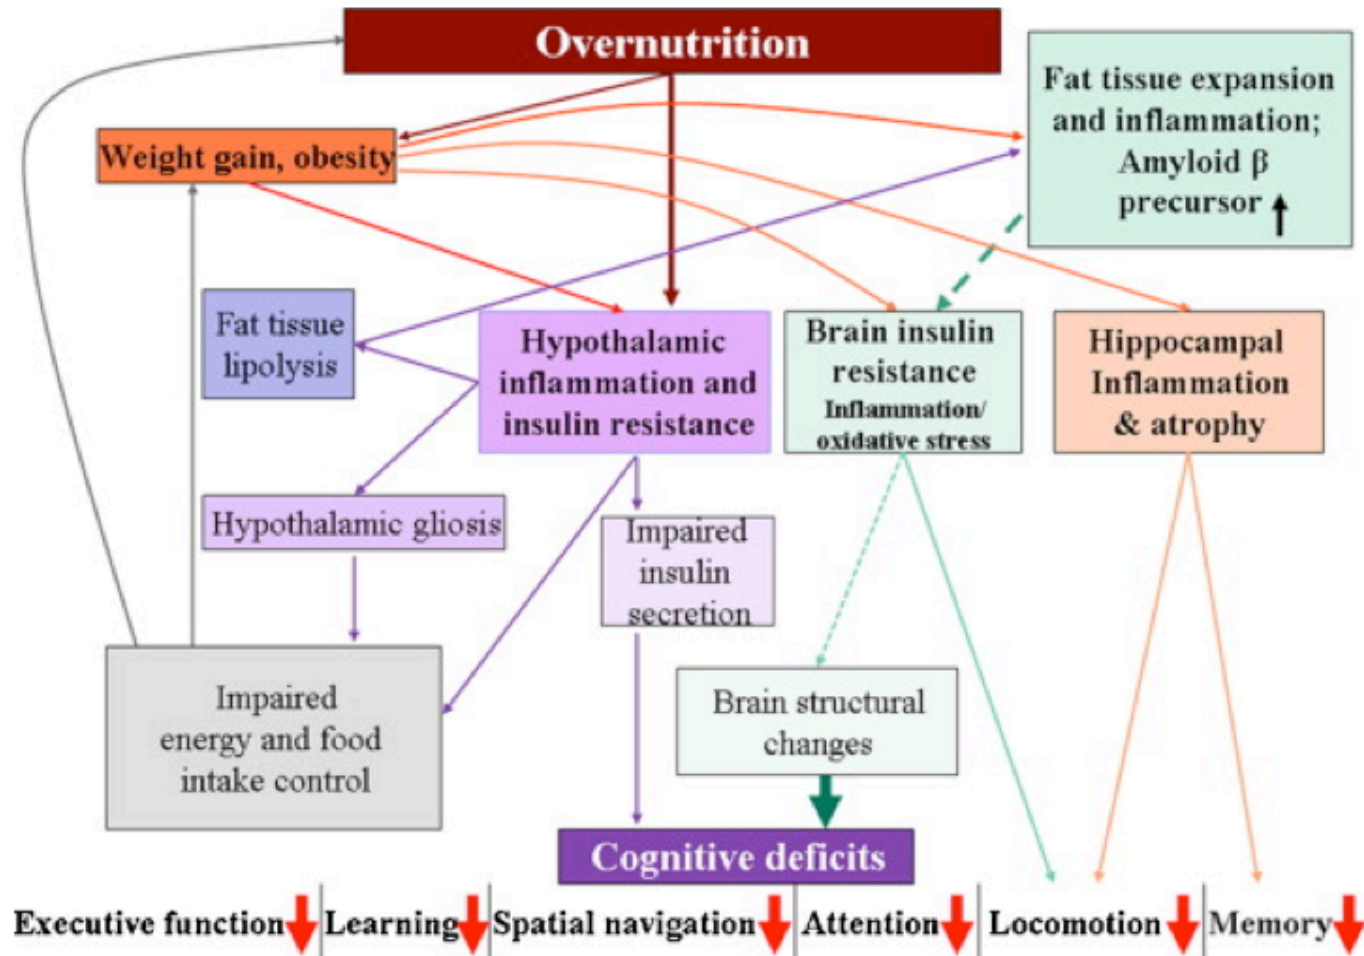 Overnutrition
Fat tissue expansion
and inflammation;
Amyloid β
precursor
Weight gain, obesity
Fat tissue
lipolysis
Hypothalamic
inflammation and
insulin resistance
Brain insulin
resistance
Inflammation/
oxidative stress
Hippocampal
Inflammation
& atrophy
Hypothalamic gliosis
Impaired
insulin
secretion
Impaired
energy and food
intake control
Brain structural
changes
Cognitive deficits
Executive function Learning Spatial navigation Attention Locomotion Memory